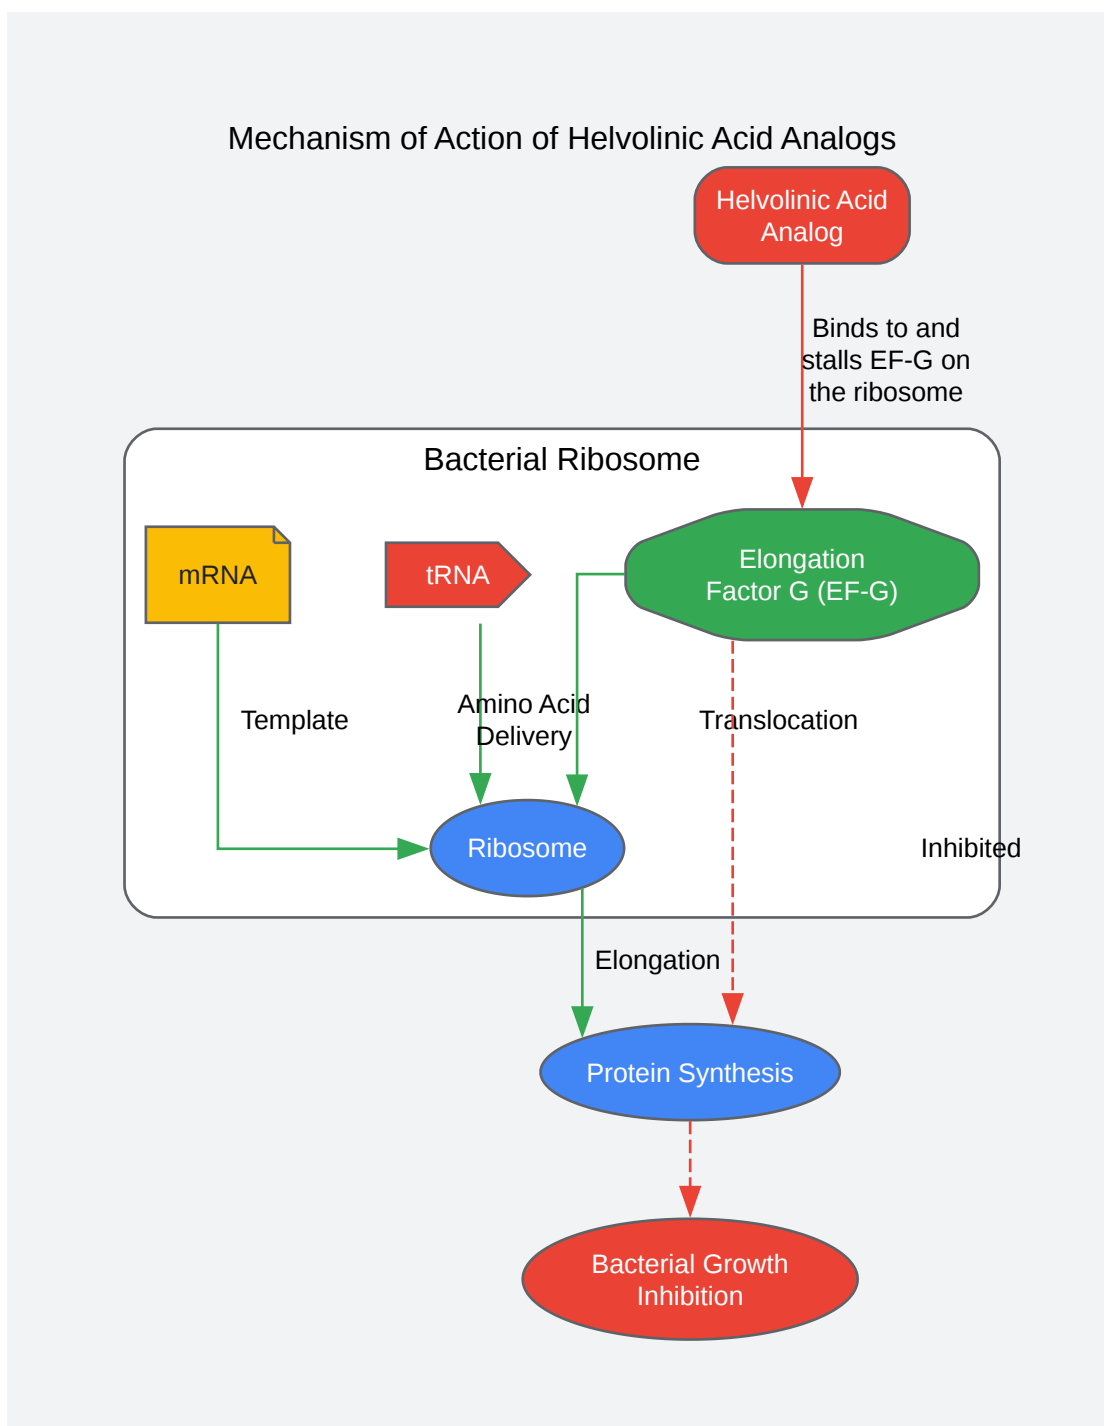 Mechanism of Action of Helvolinic Acid Analogs
Helvolinic Acid
Analog
Binds to and
stalls EF-G on
the ribosome
Bacterial Ribosome
mRNA
tRNA
Elongation
Factor G (EF-G)
Template
Amino Acid
Delivery
Translocation
Ribosome
Inhibited
Elongation
Protein Synthesis
Bacterial Growth
Inhibition